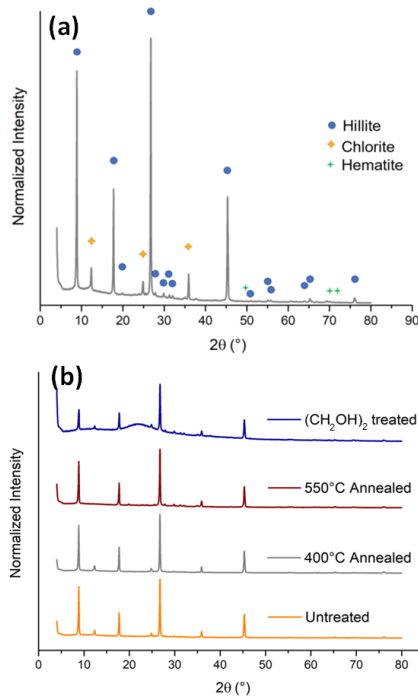 (a)
Normalized Intensity
Hillite
Chlorite
Hematite
0 10 20 30 40 50 60 70 80 90
2θ (°)
(b)
Normalized Intensity
(CH2OH)2 treated
550°C Annealed
400°C Annealed
Untreated
0 10 20 30 40 50 60 70 80
2θ (°)